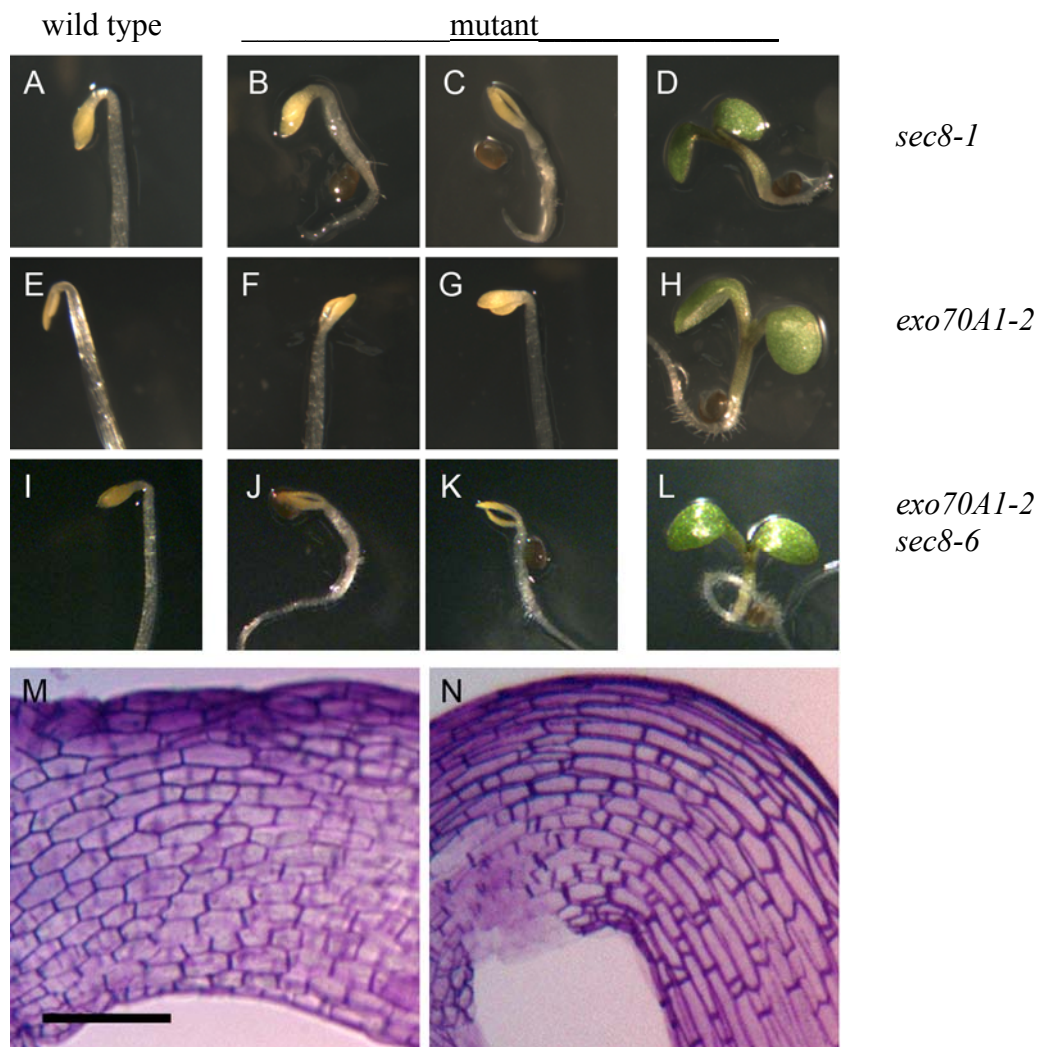 wild type mutant
A B C D sec8-1
E F G H exo70A1-2
I J K L exo70A1-2
sec8-6
M N